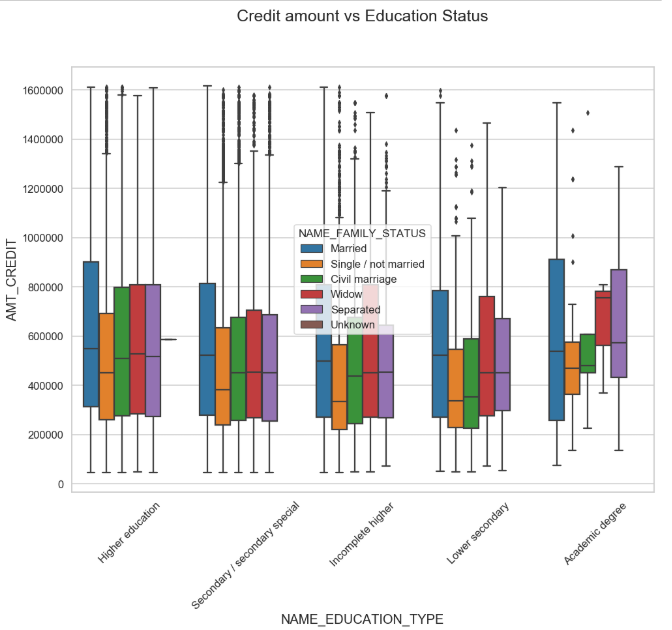 Credit amount vs Education Status
AMT_CREDIT
1600000
1400000
1200000
1000000
800000
600000
400000
200000
0
NAME_FAMILY_STATUS
Married
Single / not married
Civil marriage
Widow
Separated
Unknown
Higher education
Secondary / secondary special
Incomplete higher
Lower secondary
Academic degree
NAME_EDUCATION_TYPE